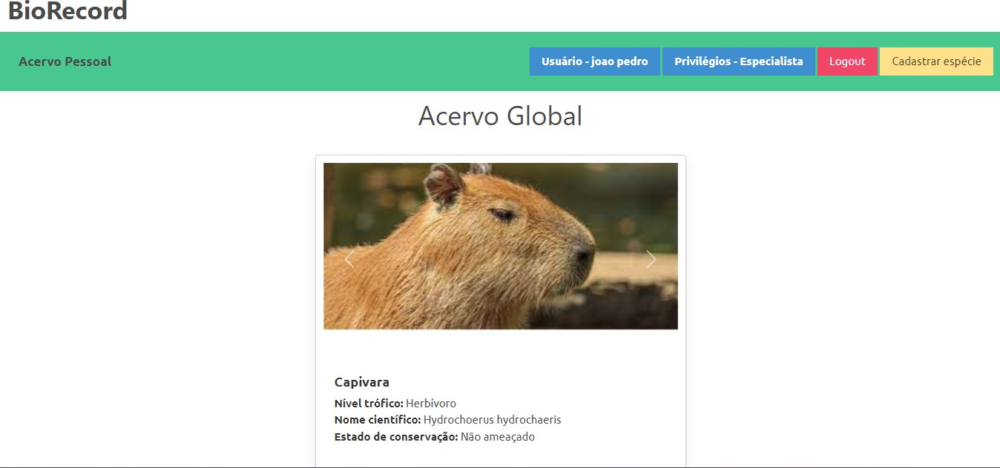 BioRecord
Acervo Pessoal
Usuário - joao pedro
Privilégios - Especialista
Logout
Cadastrar espécie
Acervo Global
Capivara
Nível trófico: Herbívoro
Nome científico: Hydrochoerus hydrochaeris
Estado de conservação: Não ameaçado